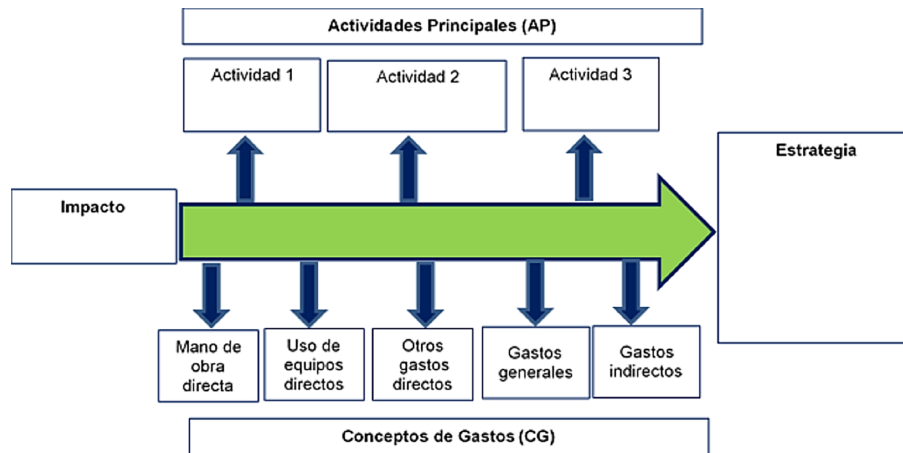 Actividades Principales (AP)
Actividad 1
Actividad 2
Actividad 3
Estrategia
Impacto
Mano de
obra
directa
Uso de
equipos
directos
Otros
gastos
directos
Gastos
generales
Gastos
indirectos
Conceptos de Gastos (CG)